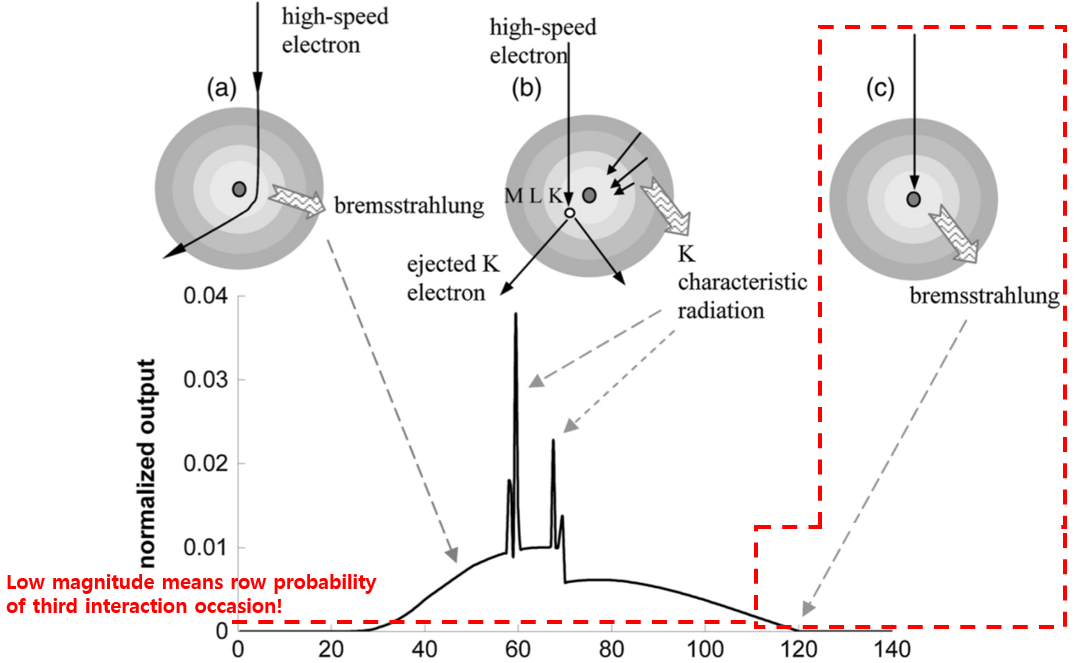 high-speed
electron
(a)
bremsstrahlung
high-speed
electron
(b)
M L K
ejected K
electron
K
characteristic
radiation
(c)
bremsstrahlung
normalized output
0.04
0.03
0.02
0.01
0
0 20 40 60 80 100 120 140
Low magnitude means row probability
of third interaction occasion!